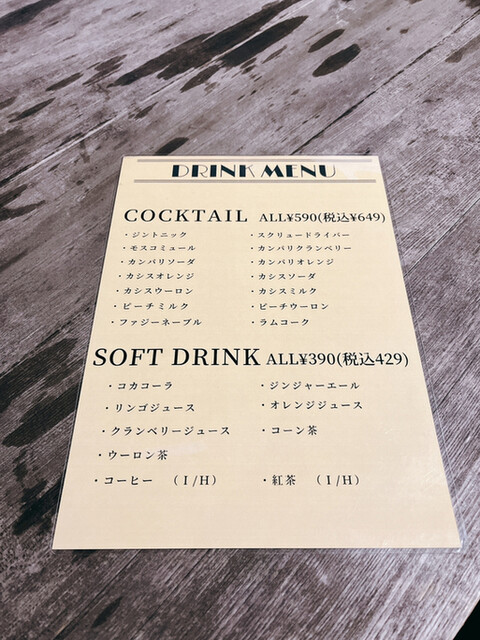 DRINK MENU
COCKTAIL ALL¥590(税込¥649)
・ジントニック ・スクリュードライバー
・モスコミュール ・カンパリクランベリー
・カンパリソーダ ・カンパリオレンジ
・カシスオレンジ ・カシスソーダ
・カシスウーロン ・カシスミルク
・ピーチミルク ・ピーチウーロン
・ファジーネーブル ・ラムコーク
SOFT DRINK ALL¥390(税込429)
・コカコーラ ・ジンジャーエール
・リンゴジュース ・オレンジジュース
・クランベリージュース ・コーン茶
・ウーロン茶
・コーヒー （I/H） ・紅茶 （I/H）